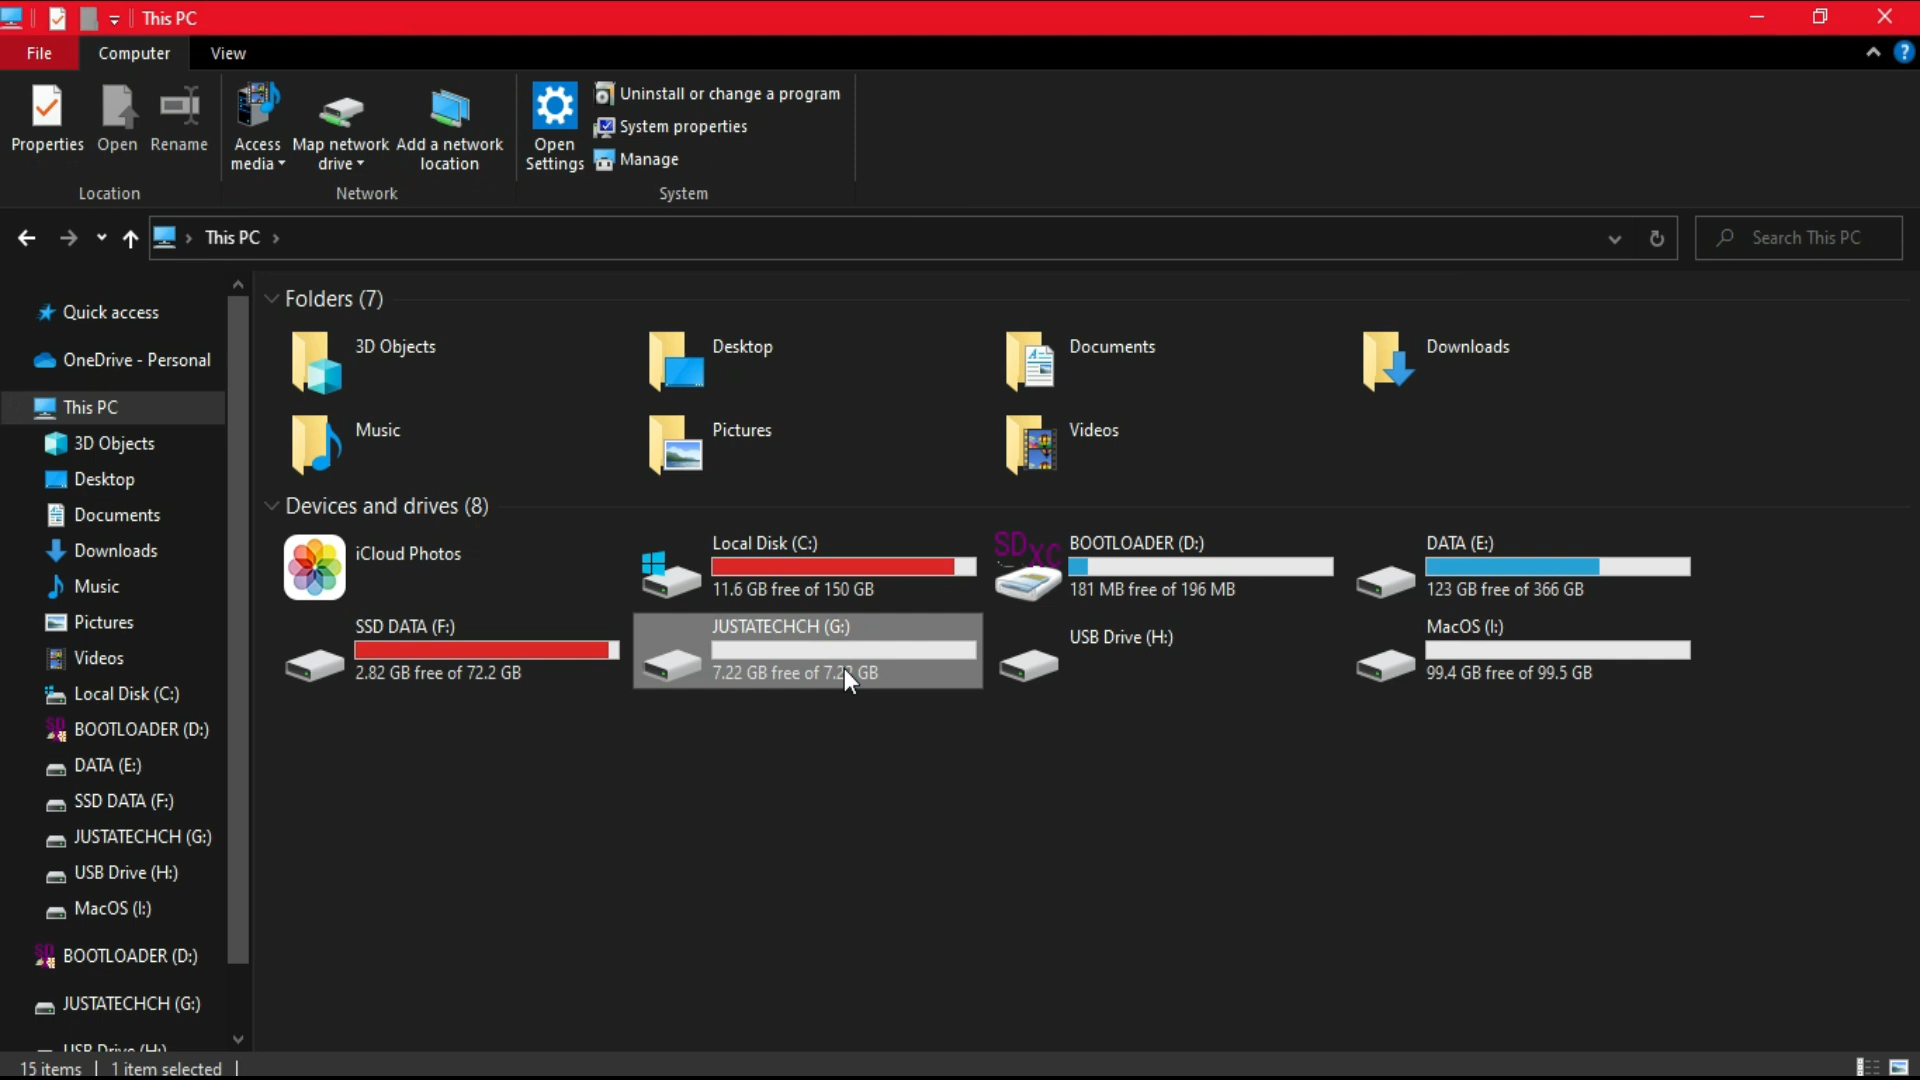 This PC
File Computer View
Properties Open Rename
Access media Map network drive Add a network location
Open Settings
Uninstall or change a program
System properties
Manage
Location Network System
This PC
Search This PC
Quick access
OneDrive - Personal
This PC
3D Objects
Desktop
Documents
Downloads
Music
Pictures
Videos
Local Disk (C:)
BOOTLOADER (D:)
DATA (E:)
SSD DATA (F:)
JUSTATECHCH (G:)
USB Drive (H:)
MacOS (I:)
BOOTLOADER (D:)
JUSTATECHCH (G:)
USB Drive (H:)
Folders (7)
3D Objects Desktop Documents Downloads
Music Pictures Videos
Devices and drives (8)
iCloud Photos
Local Disk (C:)
11.6 GB free of 150 GB
SDXC
BOOTLOADER (D:)
181 MB free of 196 MB
DATA (E:)
123 GB free of 366 GB
SSD DATA (F:)
2.82 GB free of 72.2 GB
JUSTATECHCH (G:)
7.22 GB free of GB
USB Drive (H:)
MacOS (I:)
99.4 GB free of 99.5 GB
15 items 1 item selected